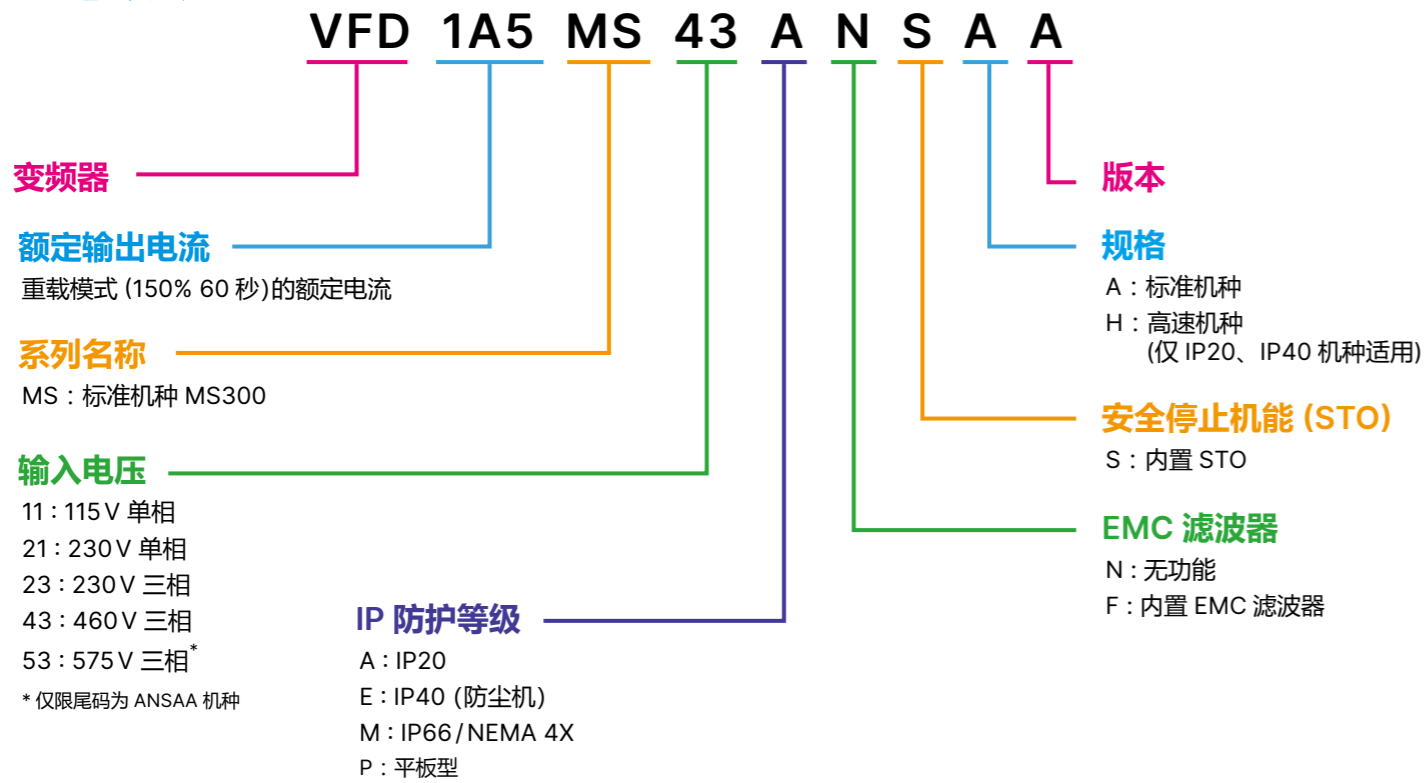 VFD 1A5 MS 43 A N S A A
变频器
额定输出电流
重载模式 (150% 60 秒)的额定电流
系列名称
MS：标准机种 MS300
输入电压
11 : 115V 单相
21 : 230V 单相
23 : 230V 三相
43 : 460V 三相
53 : 575V 三相*
* 仅限尾码为 ANSAA 机种
IP 防护等级
A : IP20
E : IP40 (防尘机)
M : IP66/NEMA 4X
P：平板型
版本
规格
A：标准机种
H：高速机种
(仅 IP20、IP40 机种适用)
安全停止机能 (STO)
S：内置 STO
EMC 滤波器
N : 无功能
F：内置 EMC 滤波器